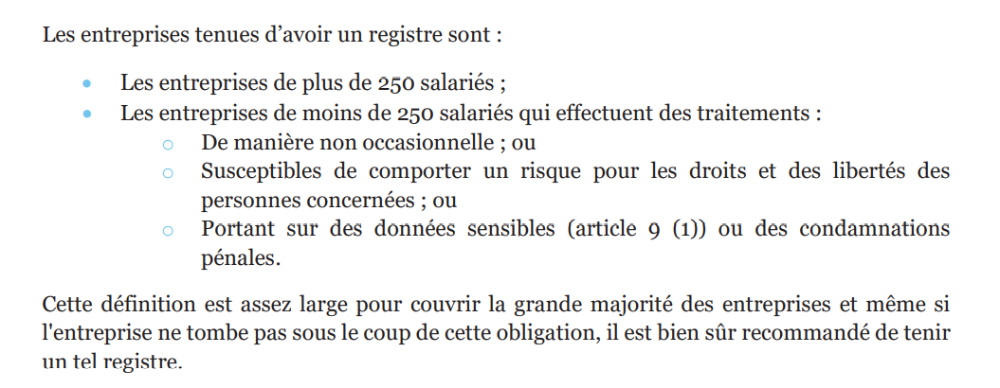 Les entreprises tenues d’avoir un registre sont :
Les entreprises de plus de 250 salariés ;
Les entreprises de moins de 250 salariés qui effectuent des traitements :
De manière non occasionnelle ; ou
Susceptibles de comporter un risque pour les droits et des libertés des
personnes concernées ; ou
Portant sur des données sensibles (article 9 (1)) ou des condamnations
pénales.
Cette définition est assez large pour couvrir la grande majorité des entreprises et même si
l'entreprise ne tombe pas sous le coup de cette obligation, il est bien sûr recommandé de tenir
un tel registre.